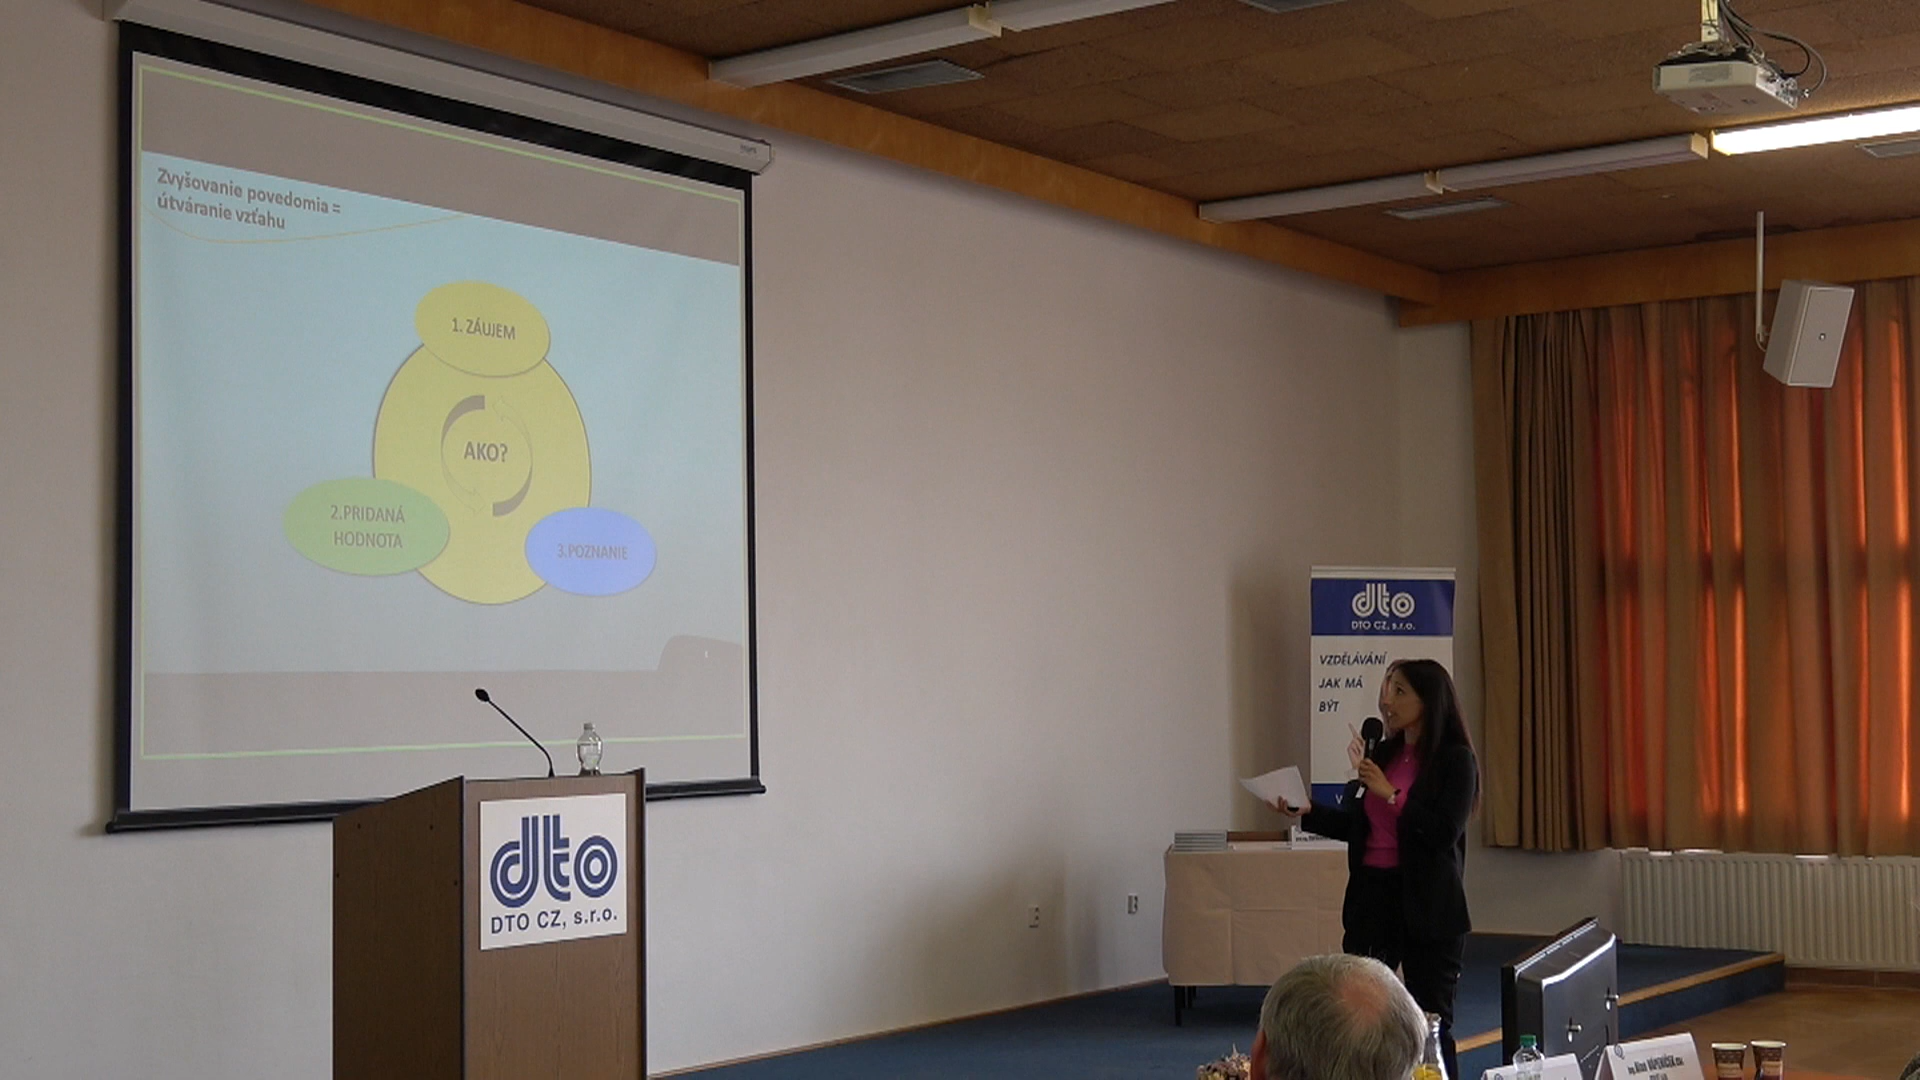 Zvyšovanie povedomia =
útváranie vzťahu
1. ZÁUJEM
AKO?
2.PRIDANÁ
HODNOTA
3.POZNANIE
dto
DTO CZ, s.r.o.
dto
DTO CZ, s.r.o.
VZDĚLÁVÁNÍ
JAK MÁ
BÝT